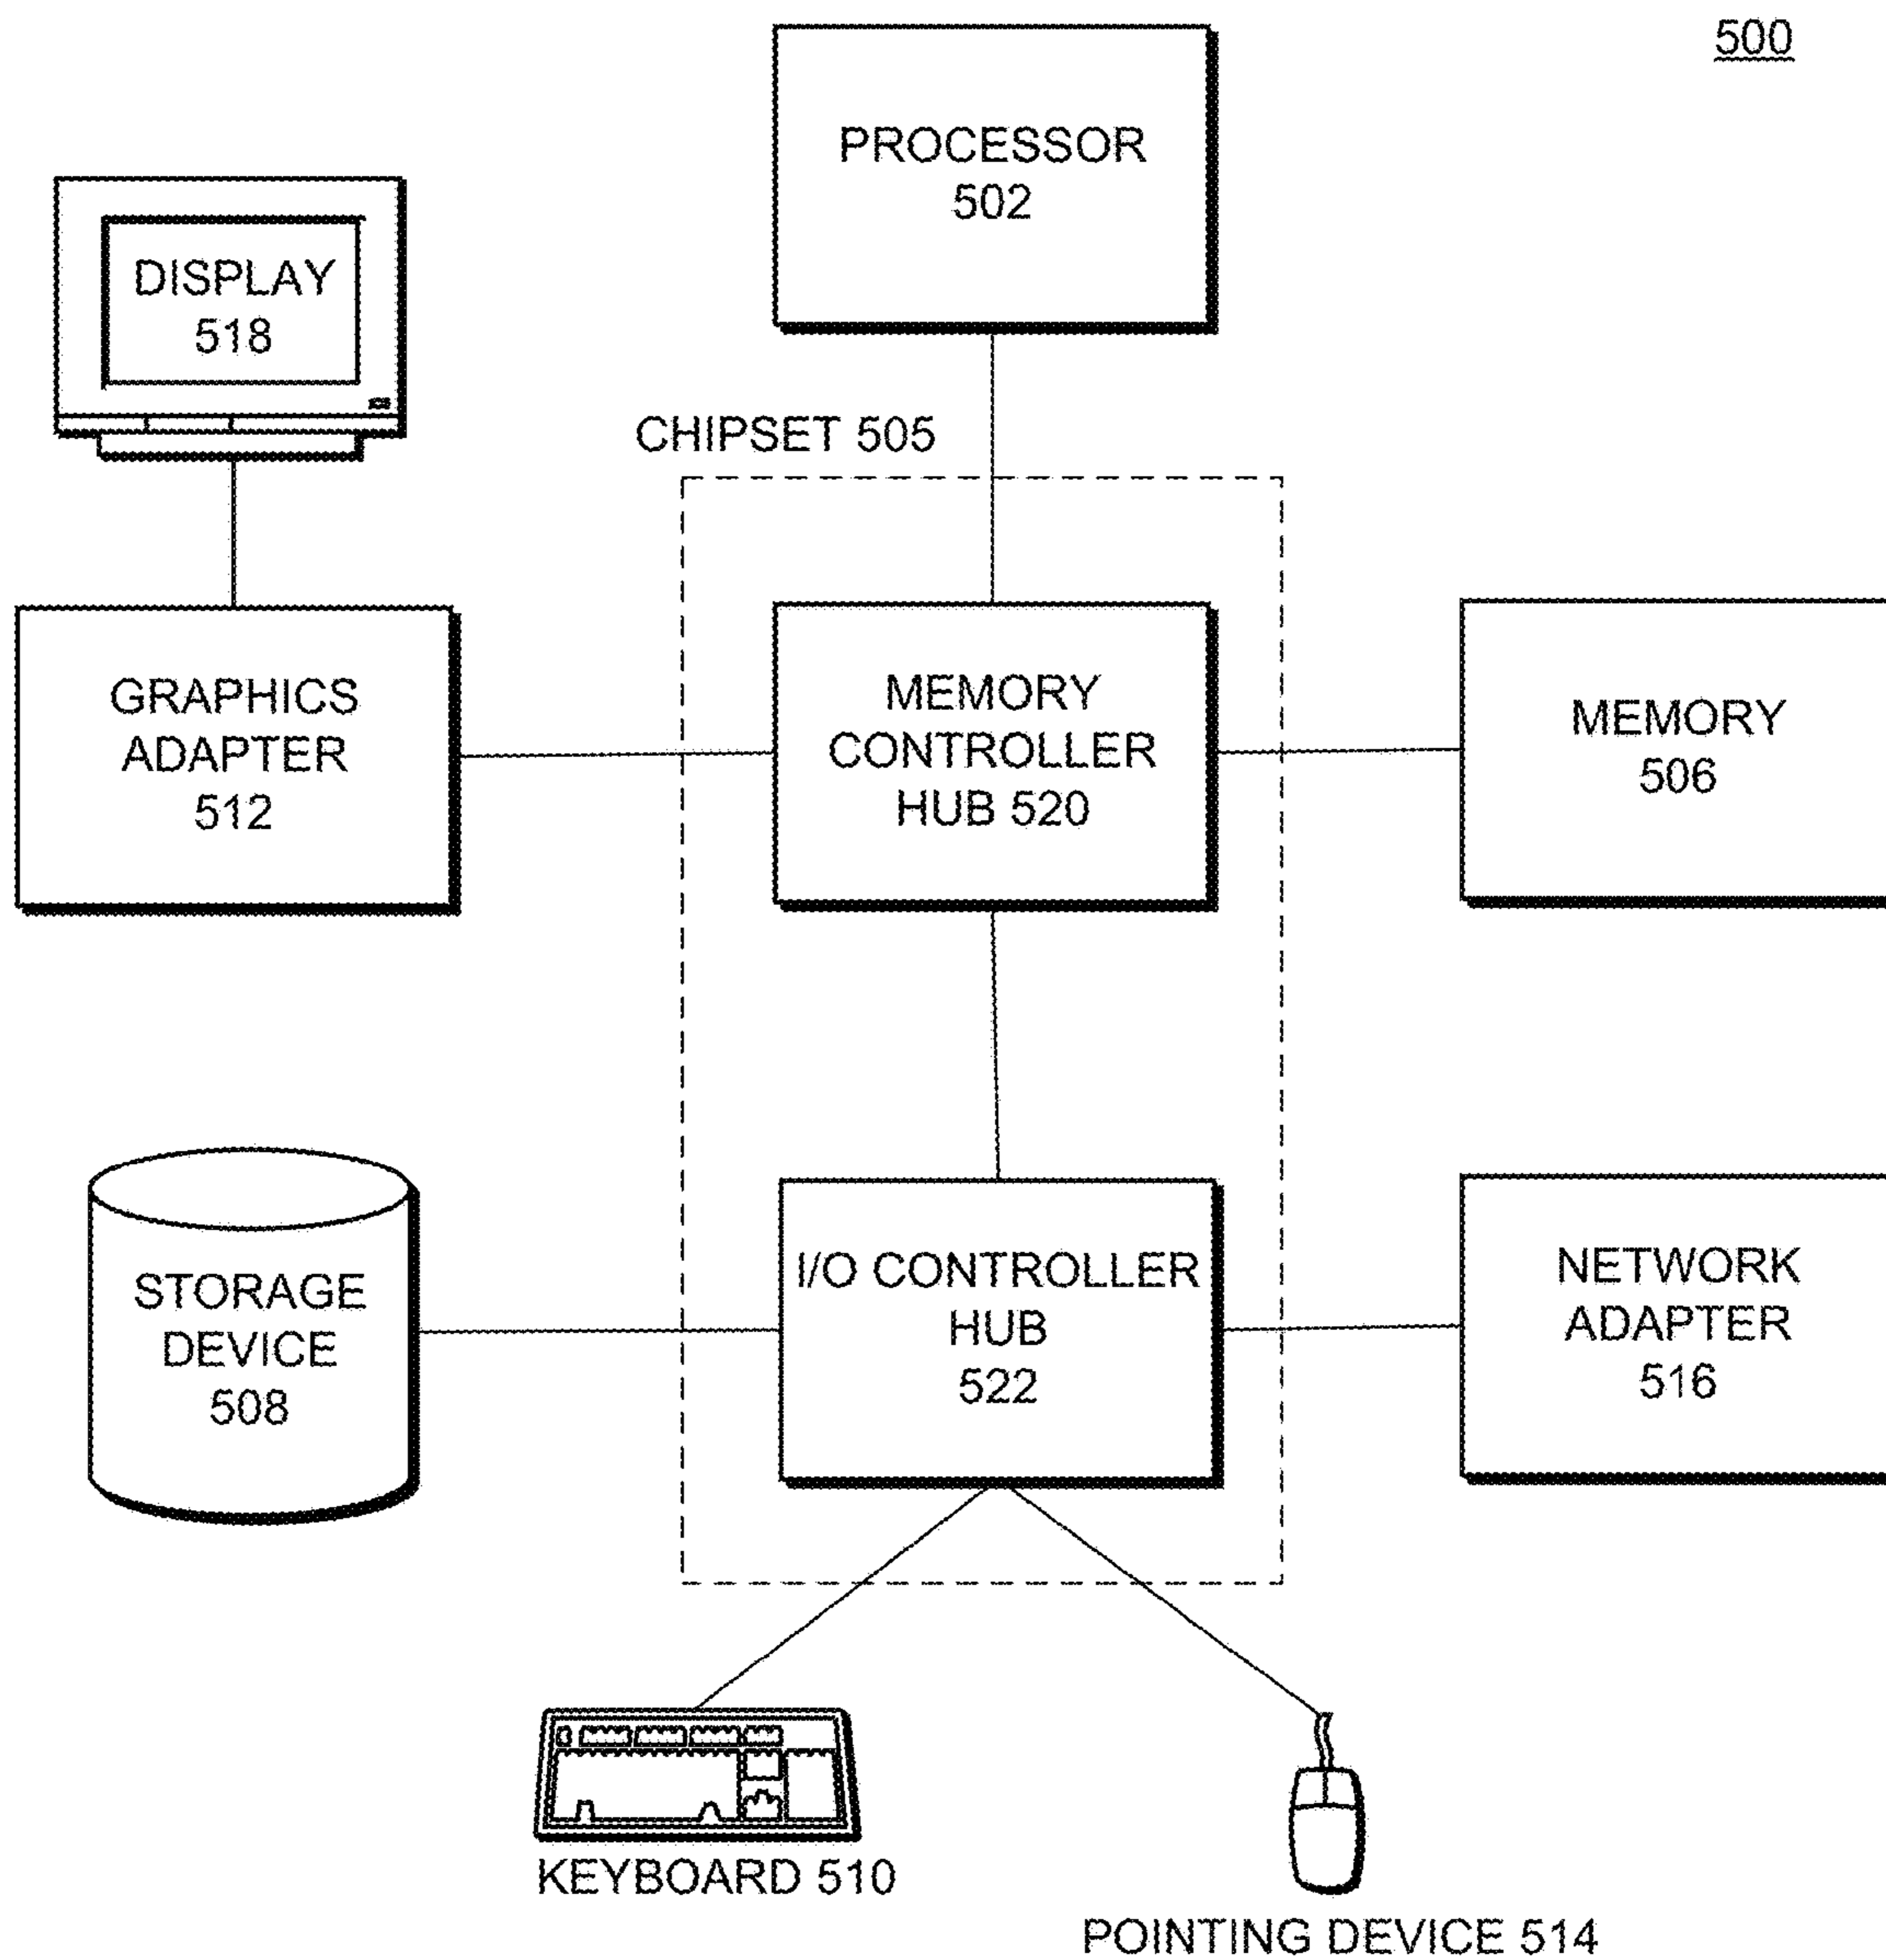 500
PROCESSOR
502
DISPLAY
518
CHIPSET 505
GRAPHICS
ADAPTER
512
MEMORY
CONTROLLER
HUB 520
MEMORY
506
STORAGE
DEVICE
508
I/O CONTROLLER
HUB
522
NETWORK
ADAPTER
516
KEYBOARD 510
POINTING DEVICE 514